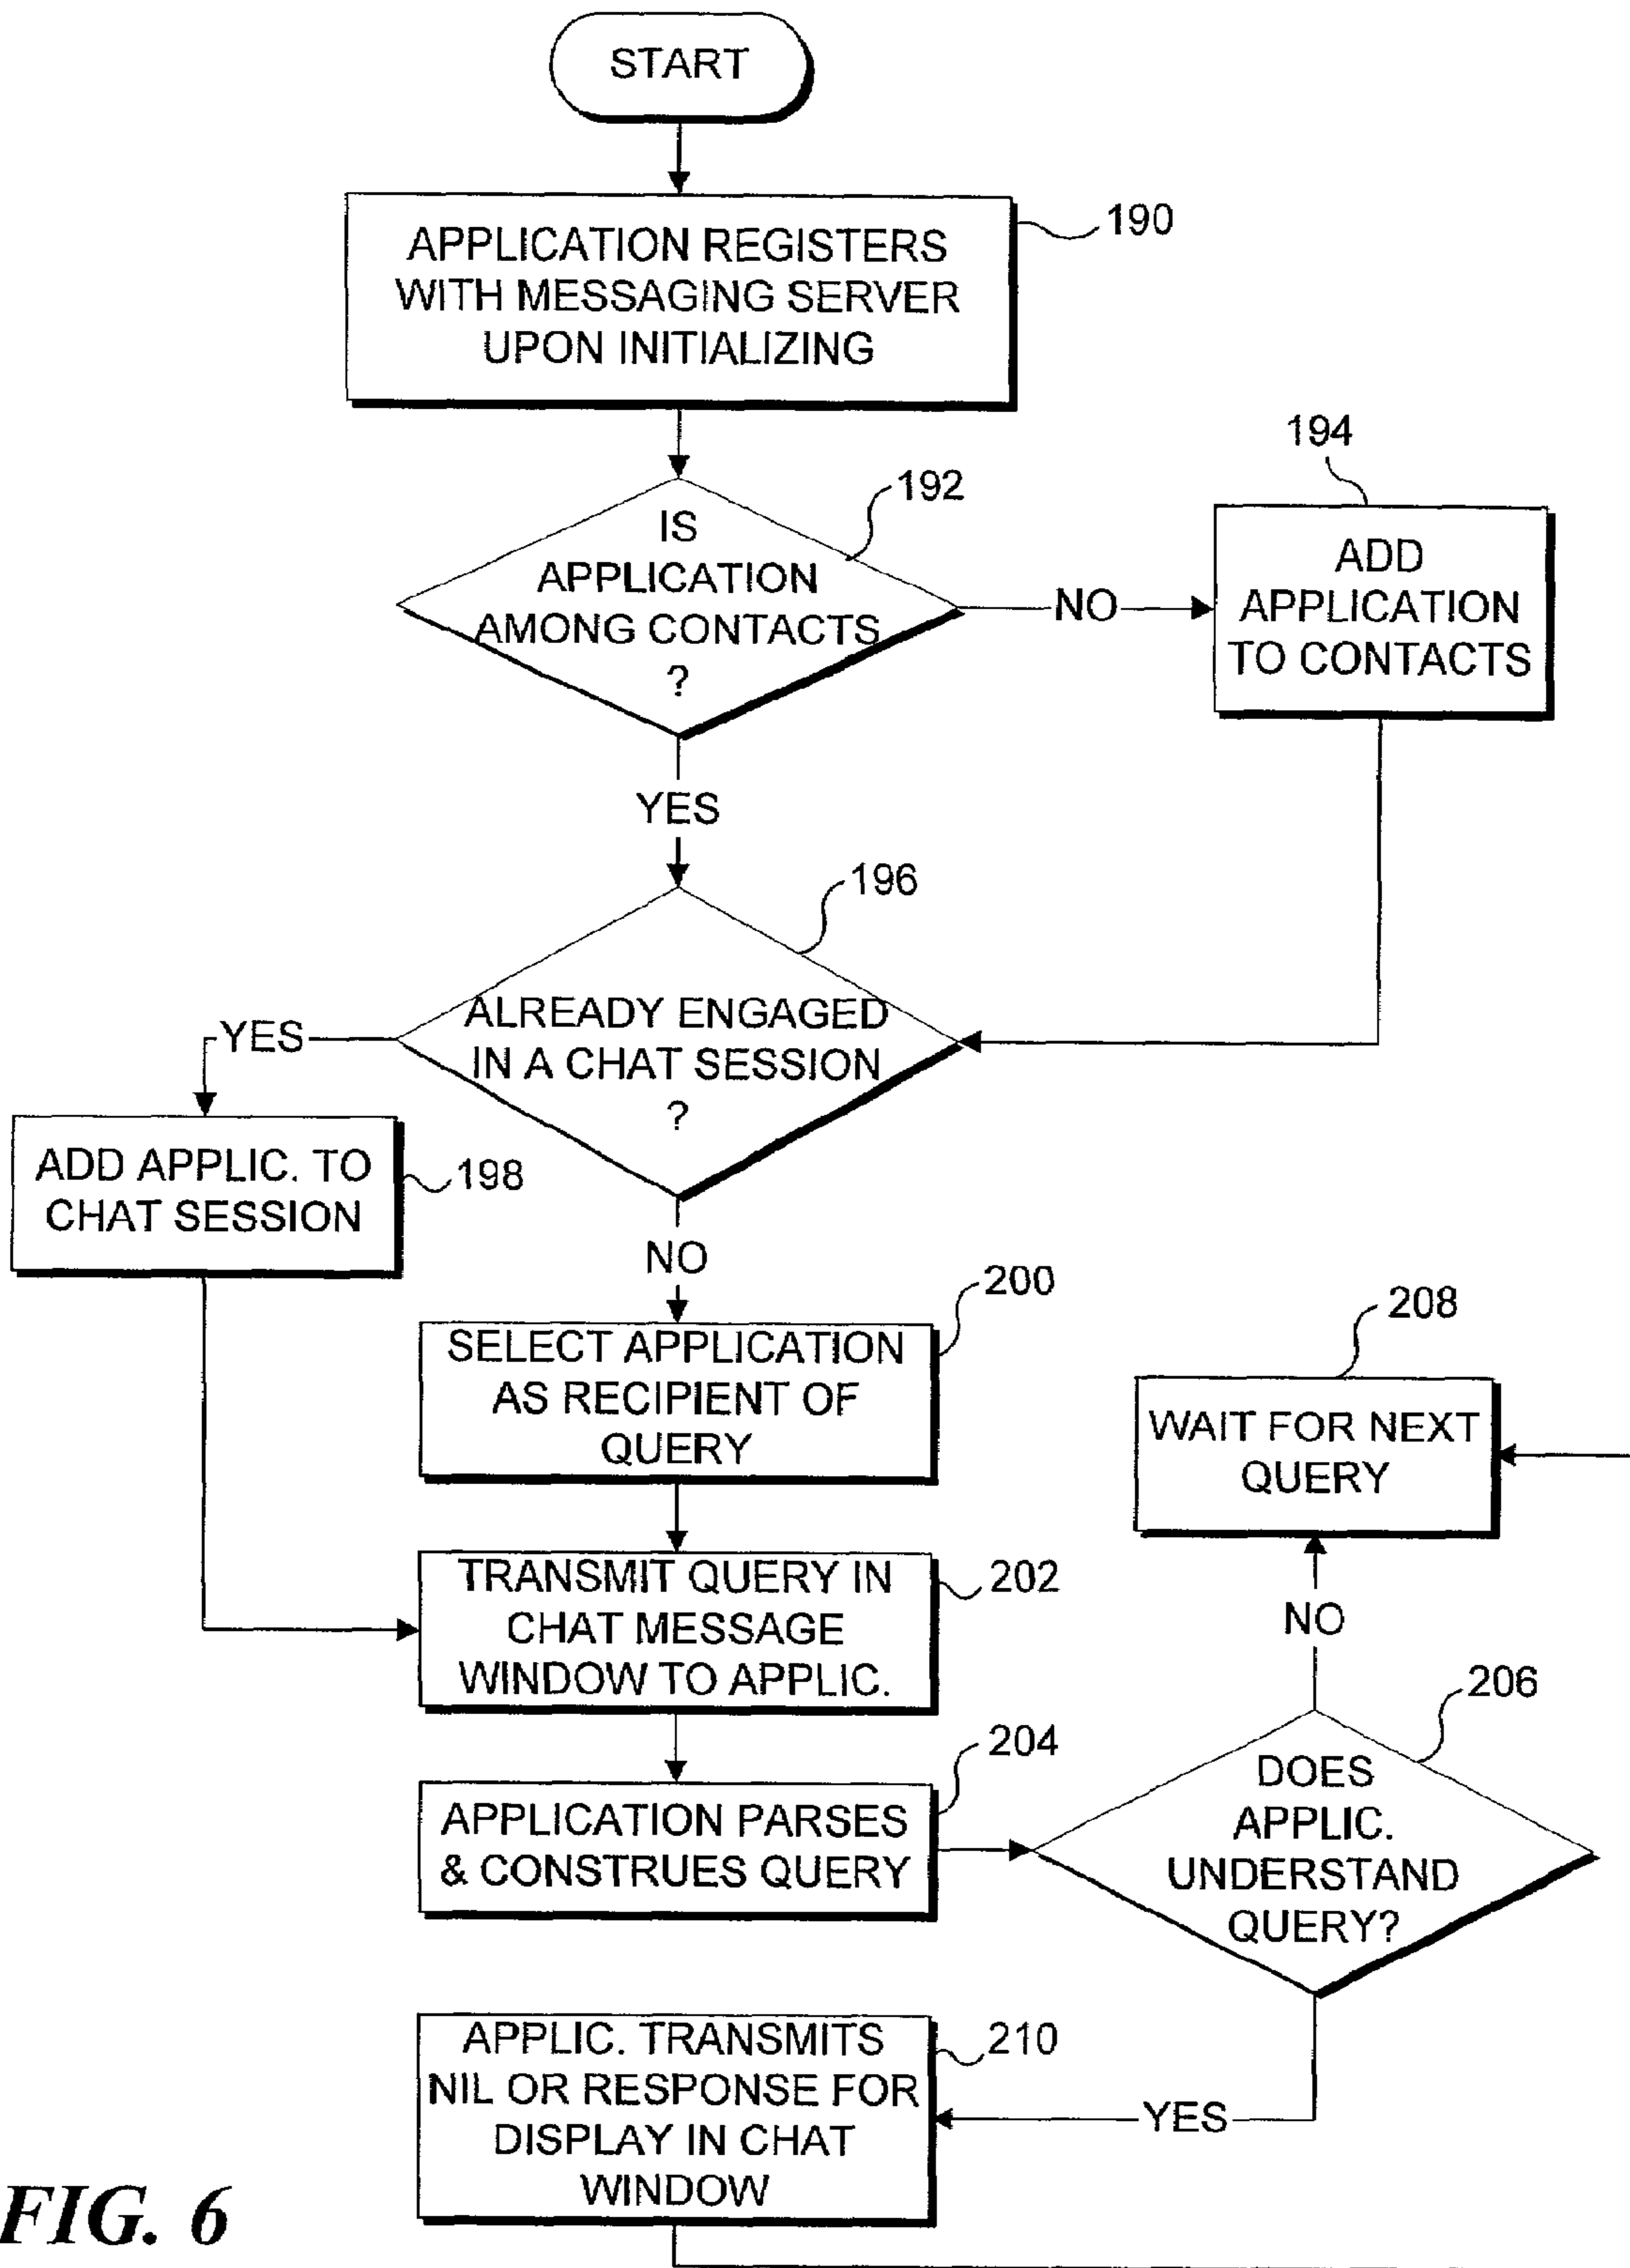 START
APPLICATION REGISTERS
WITH MESSAGING SERVER
UPON INITIALIZING
190
192
IS
APPLICATION
AMONG CONTACTS
?
NO
194
ADD
APPLICATION
TO CONTACTS
YES
196
ALREADY ENGAGED
IN A CHAT SESSION
?
YES
ADD APPLIC. TO
CHAT SESSION
198
NO
200
SELECT APPLICATION
AS RECIPIENT OF
QUERY
208
WAIT FOR NEXT
QUERY
TRANSMIT QUERY IN
CHAT MESSAGE
WINDOW TO APPLIC.
202
NO
204
APPLICATION PARSES
& CONSTRUES QUERY
206
DOES
APPLIC.
UNDERSTAND
QUERY?
YES
APPLIC. TRANSMITS
NIL OR RESPONSE FOR
DISPLAY IN CHAT
WINDOW
210
FIG. 6